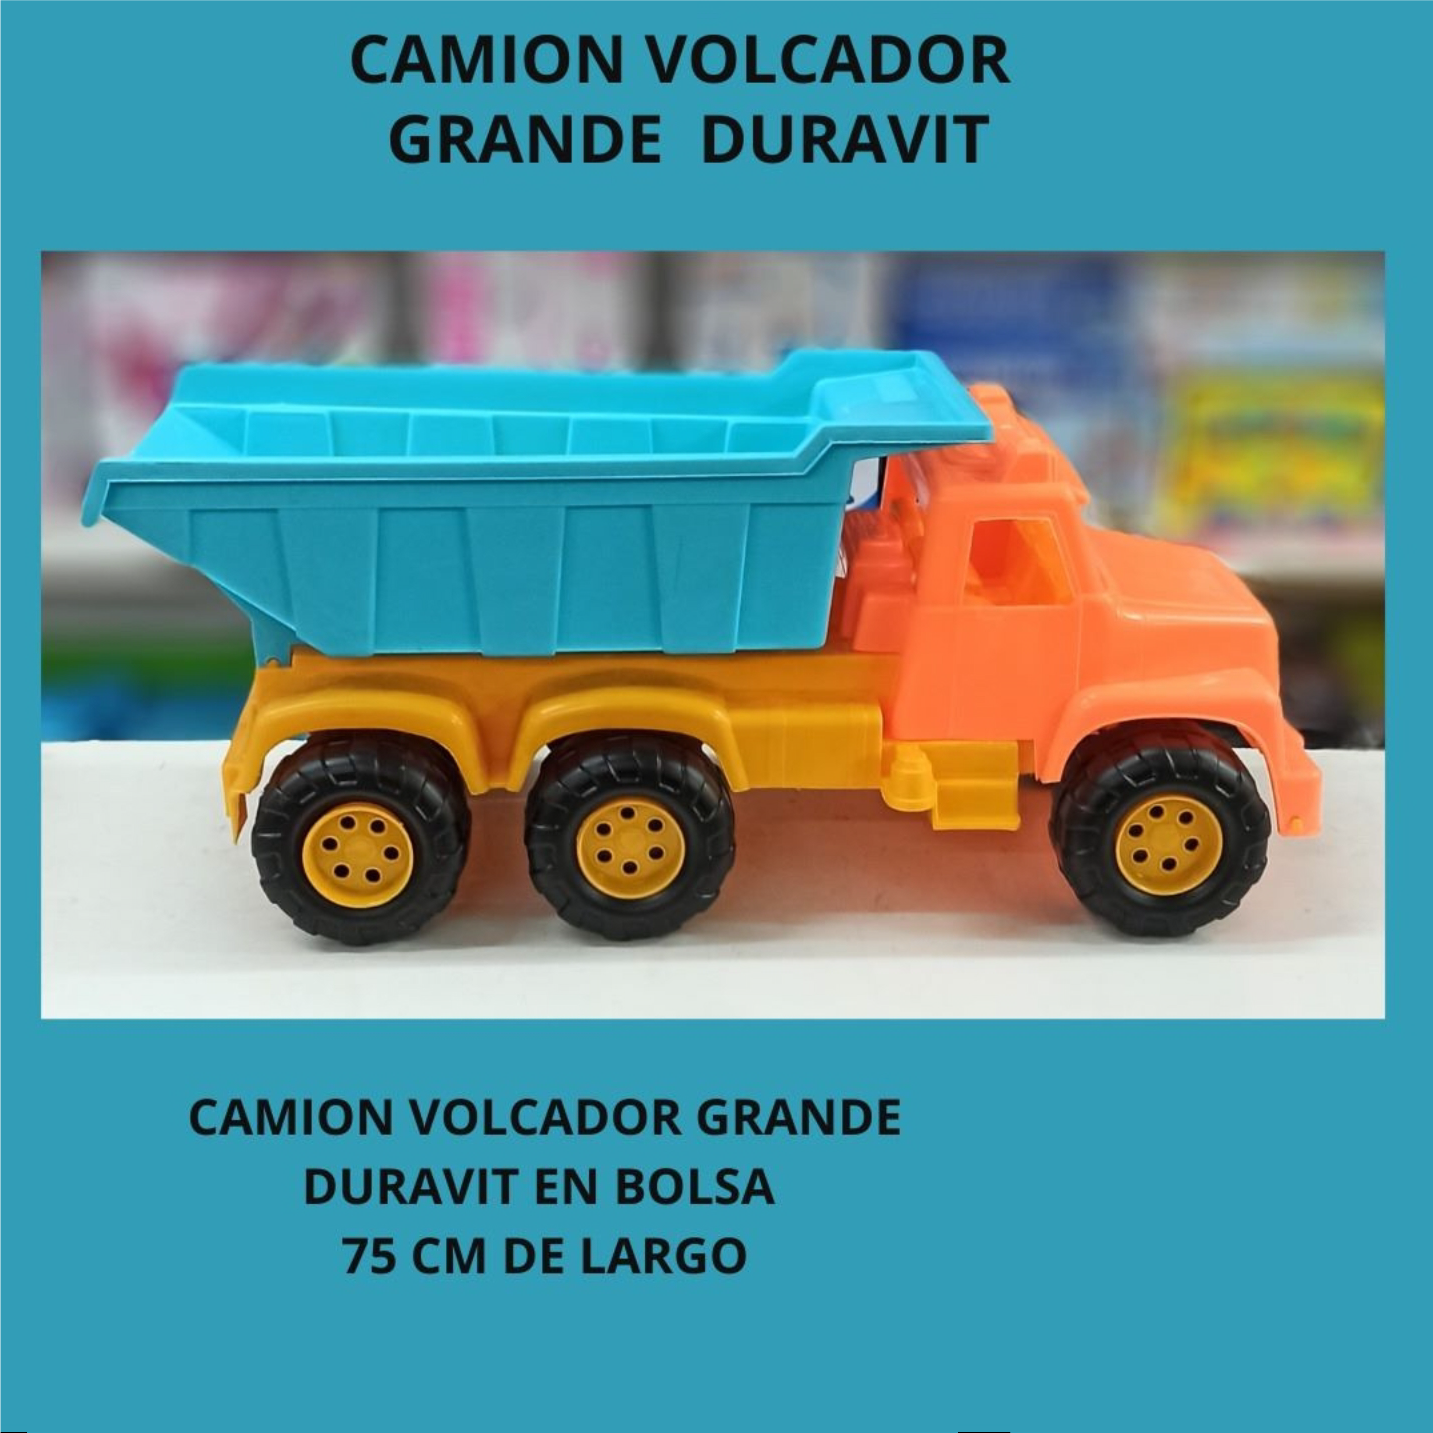 CAMION VOLCADOR
GRANDE DURAVIT
CAMION VOLCADOR GRANDE
DURAVIT EN BOLSA
75 CM DE LARGO